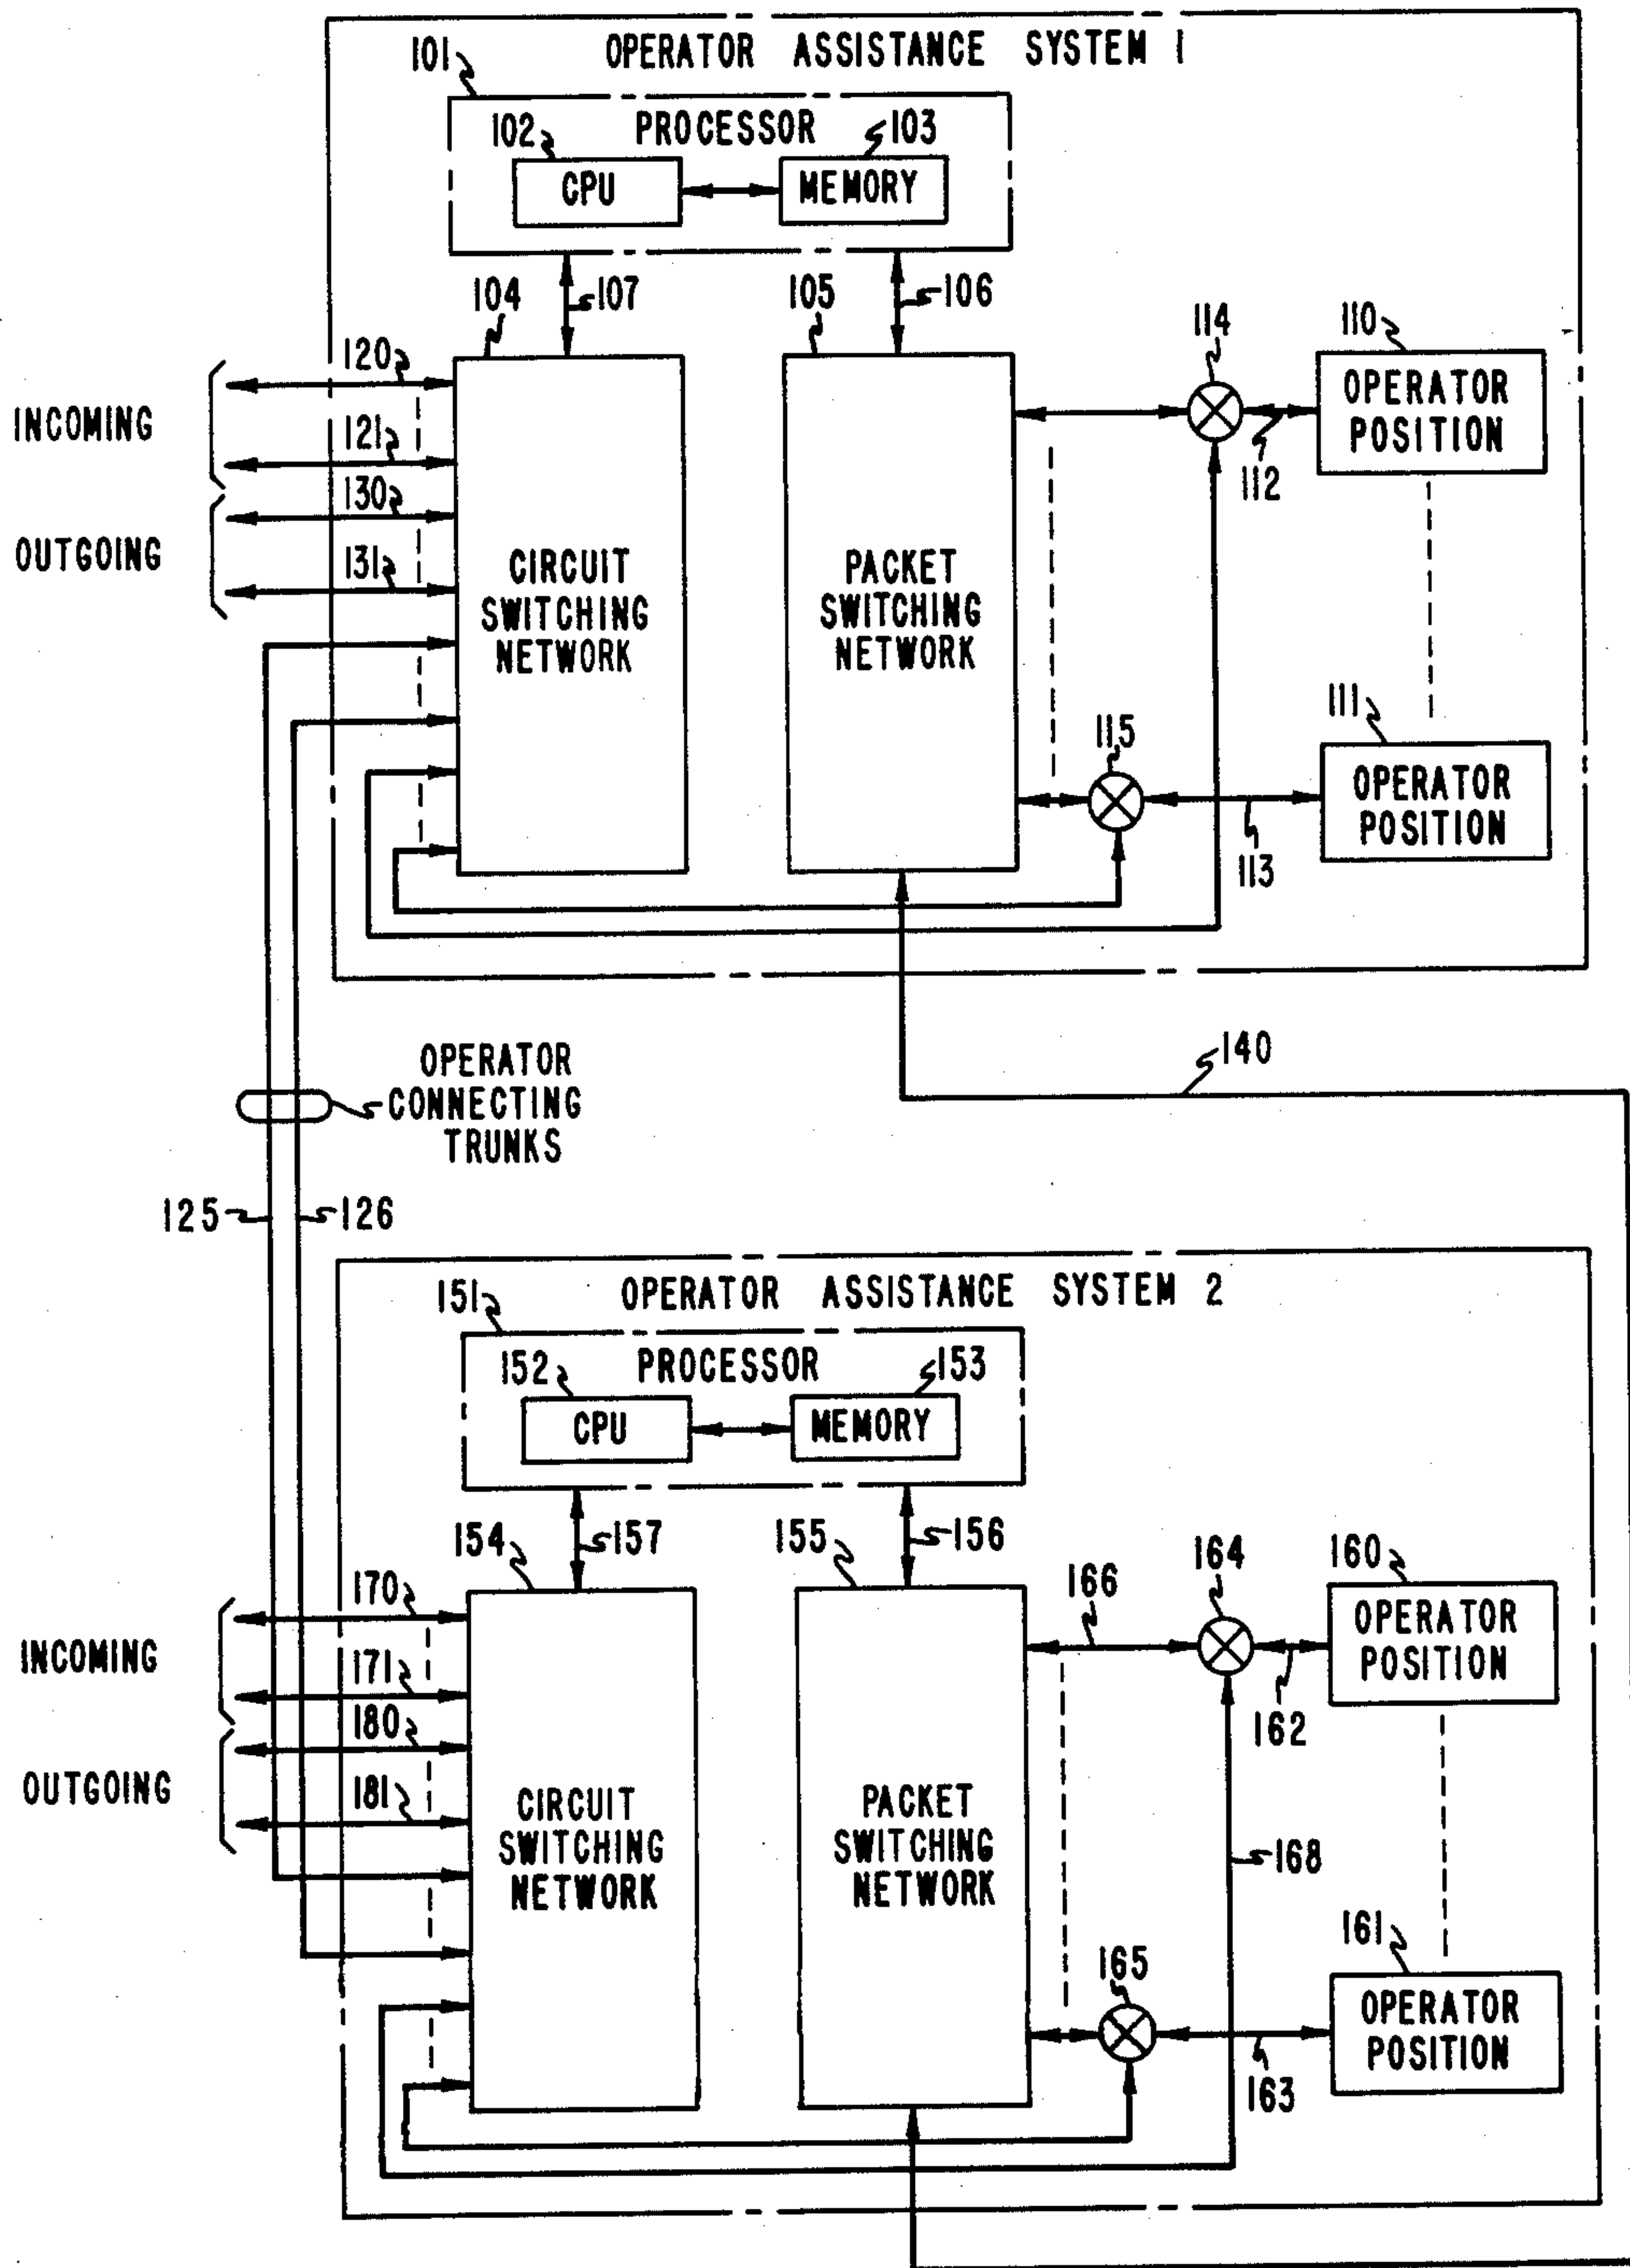 OPERATOR ASSISTANCE SYSTEM 1
101
PROCESSOR
102
103
CPU
MEMORY
104
107
105
106
114
110
OPERATOR
POSITION
112
INCOMING
120
121
OUTGOING
130
131
CIRCUIT
SWITCHING
NETWORK
PACKET
SWITCHING
NETWORK
115
111
OPERATOR
POSITION
113
OPERATOR
CONNECTING
TRUNKS
140
125
126
OPERATOR ASSISTANCE SYSTEM 2
151
PROCESSOR
152
153
CPU
MEMORY
154
157
155
156
166
164
160
OPERATOR
POSITION
162
INCOMING
170
171
OUTGOING
180
181
CIRCUIT
SWITCHING
NETWORK
PACKET
SWITCHING
NETWORK
168
165
161
OPERATOR
POSITION
163